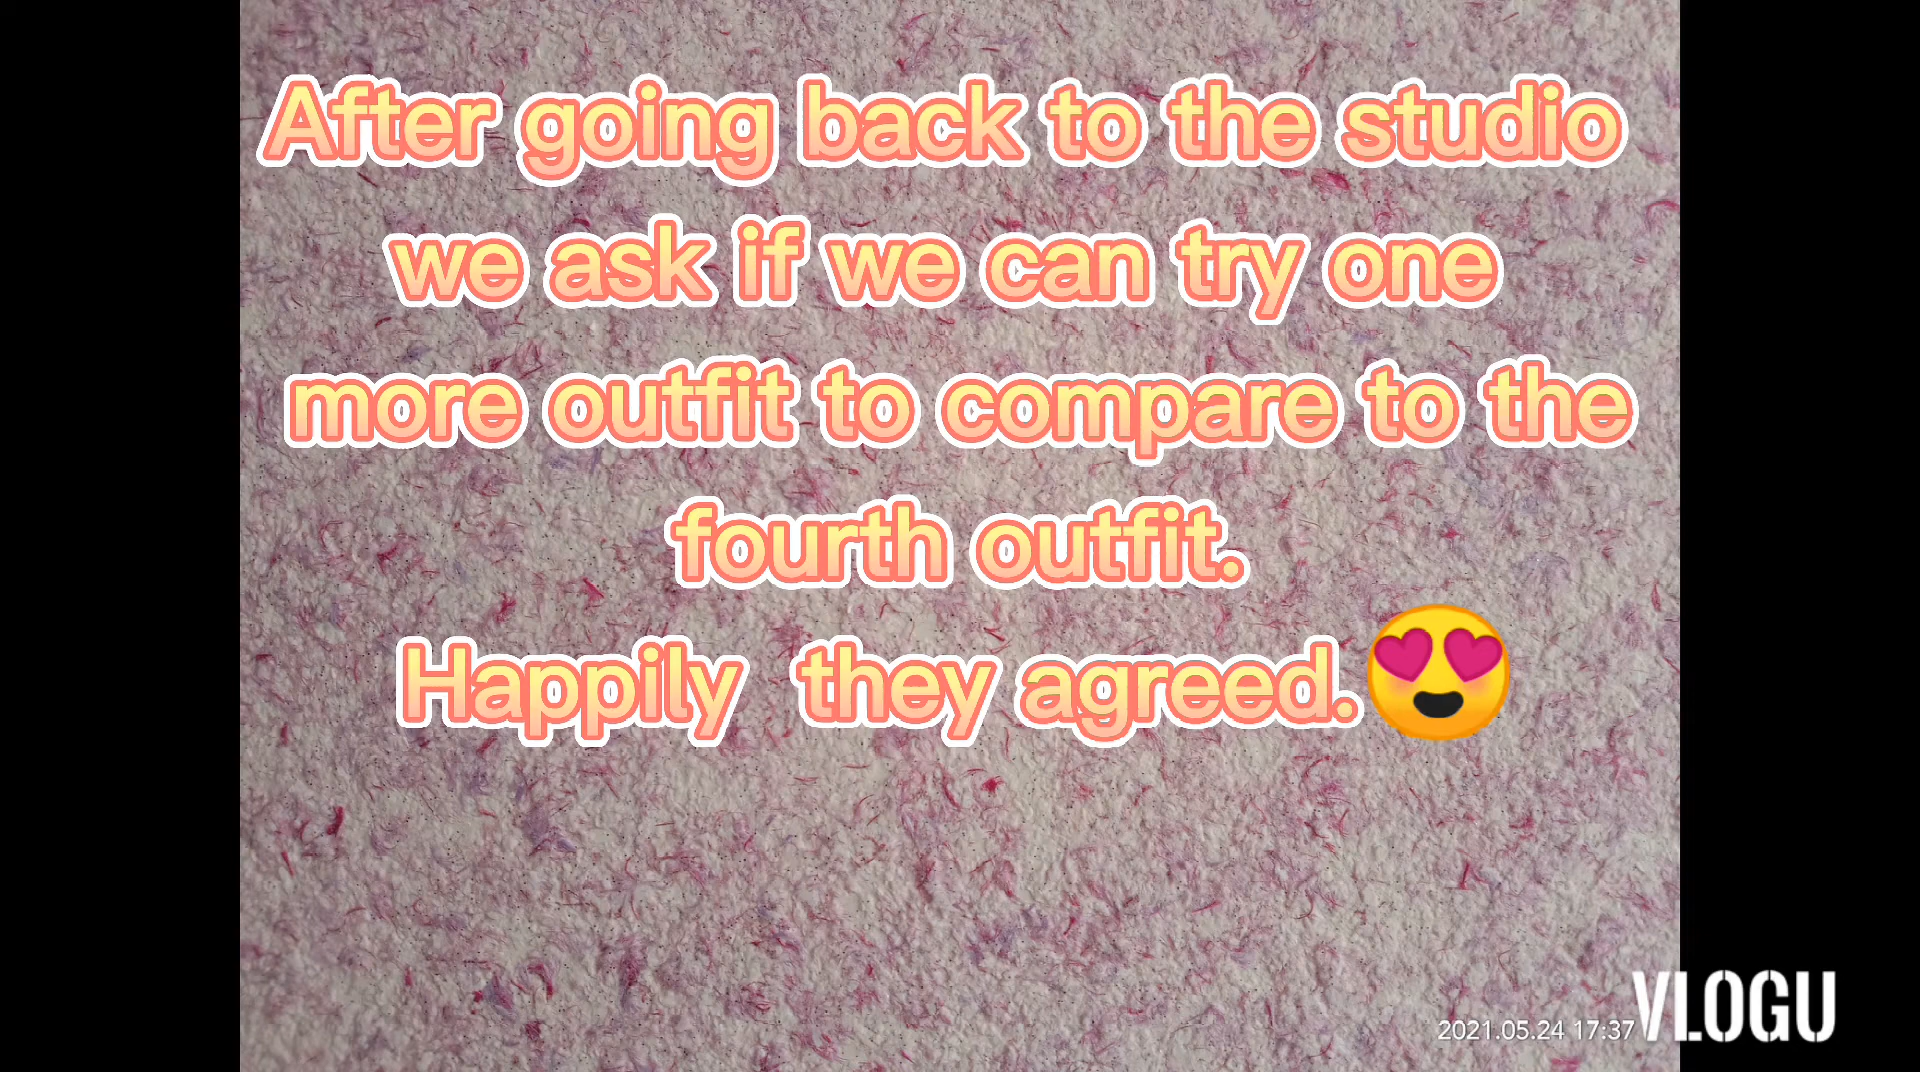 After going back to the studio
we ask if we can try one
more outfit to compare to the
fourth outfit.
Happily  they agreed.😍
2021.05.24 17:37
VLOGU